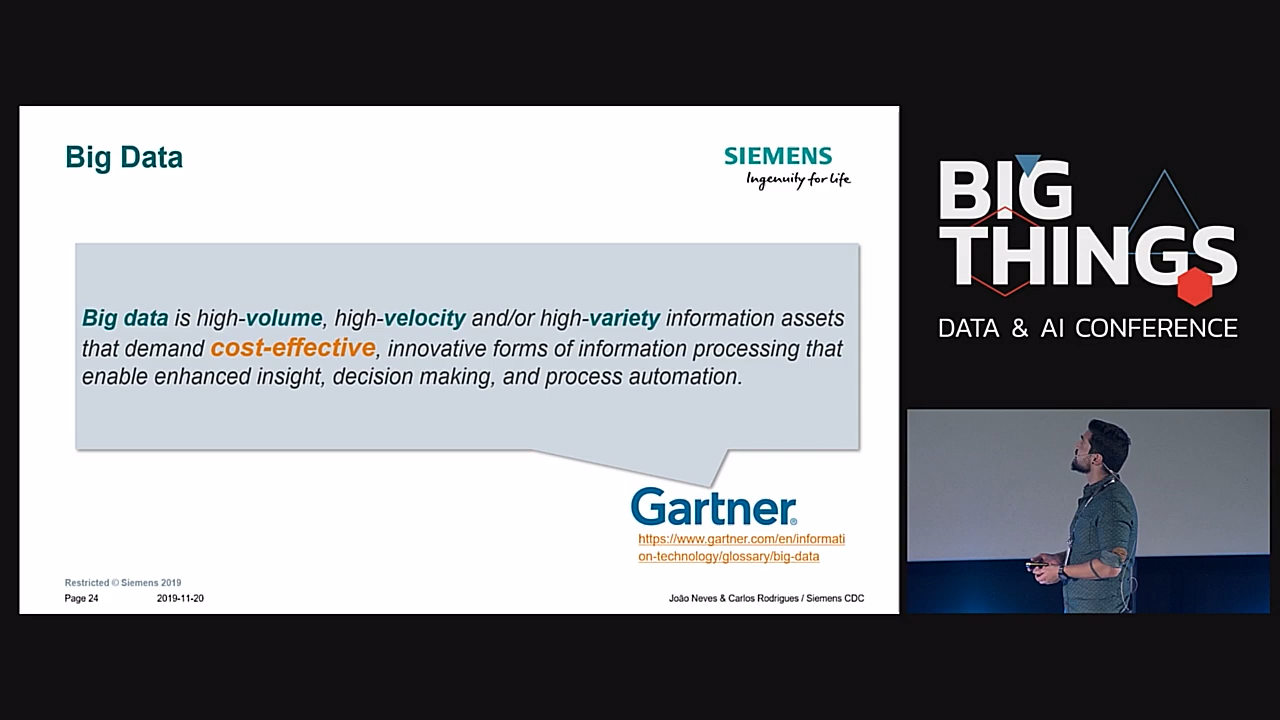 Big Data
SIEMENS
Ingenuity for life
Big data is high-volume, high-velocity and/or high-variety information assets
that demand cost-effective, innovative forms of information processing that
enable enhanced insight, decision making, and process automation.
Gartner®
https://www.gartner.com/en/informati
on-technology/glossary/big-data
Restricted © Siemens 2019
Page 24
2019-11-20
João Neves & Carlos Rodrigues / Siemens CDC
BIG
THINGS
DATA & AI CONFERENCE